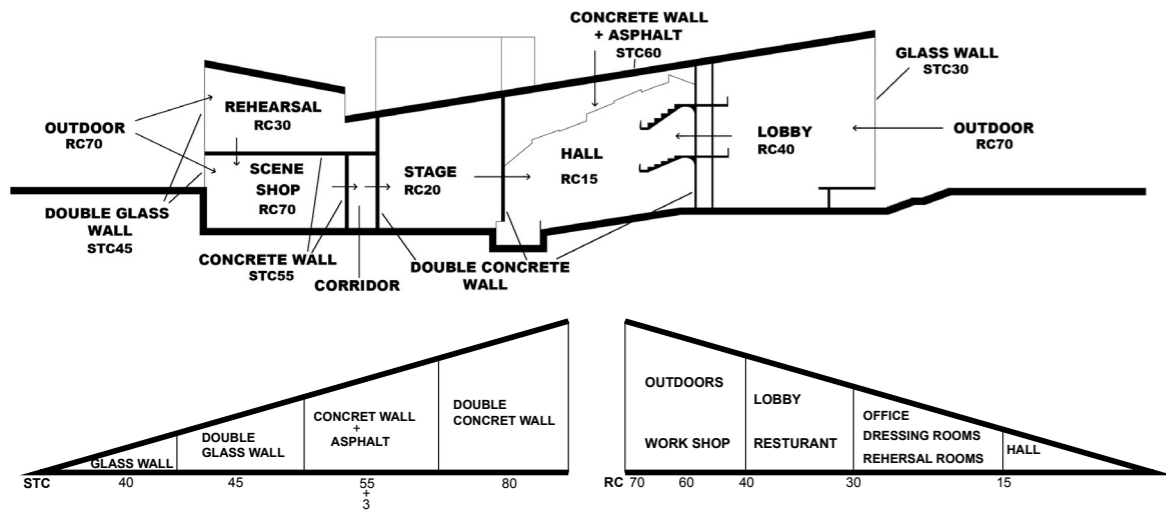 CONCRETE WALL
+ ASPHALT
STC60
GLASS WALL
STC30
REHEARSAL
RC30
OUTDOOR
RC70
SCENE
SHOP
RC70
STAGE
RC20
HALL
RC15
LOBBY
RC40
OUTDOOR
RC70
DOUBLE GLASS
WALL
STC45
CONCRETE WALL
STC55
CORRIDOR
DOUBLE CONCRETE
WALL
GLASS WALL
DOUBLE
GLASS WALL
CONCRET WALL
+
ASPHALT
DOUBLE
CONCRET WALL
STC
40
45
55
+
3
80
OUTDOORS
WORK SHOP
LOBBY
RESTURANT
OFFICE
DRESSING ROOMS
REHERSAL ROOMS
HALL
RC
70
60
40
30
15